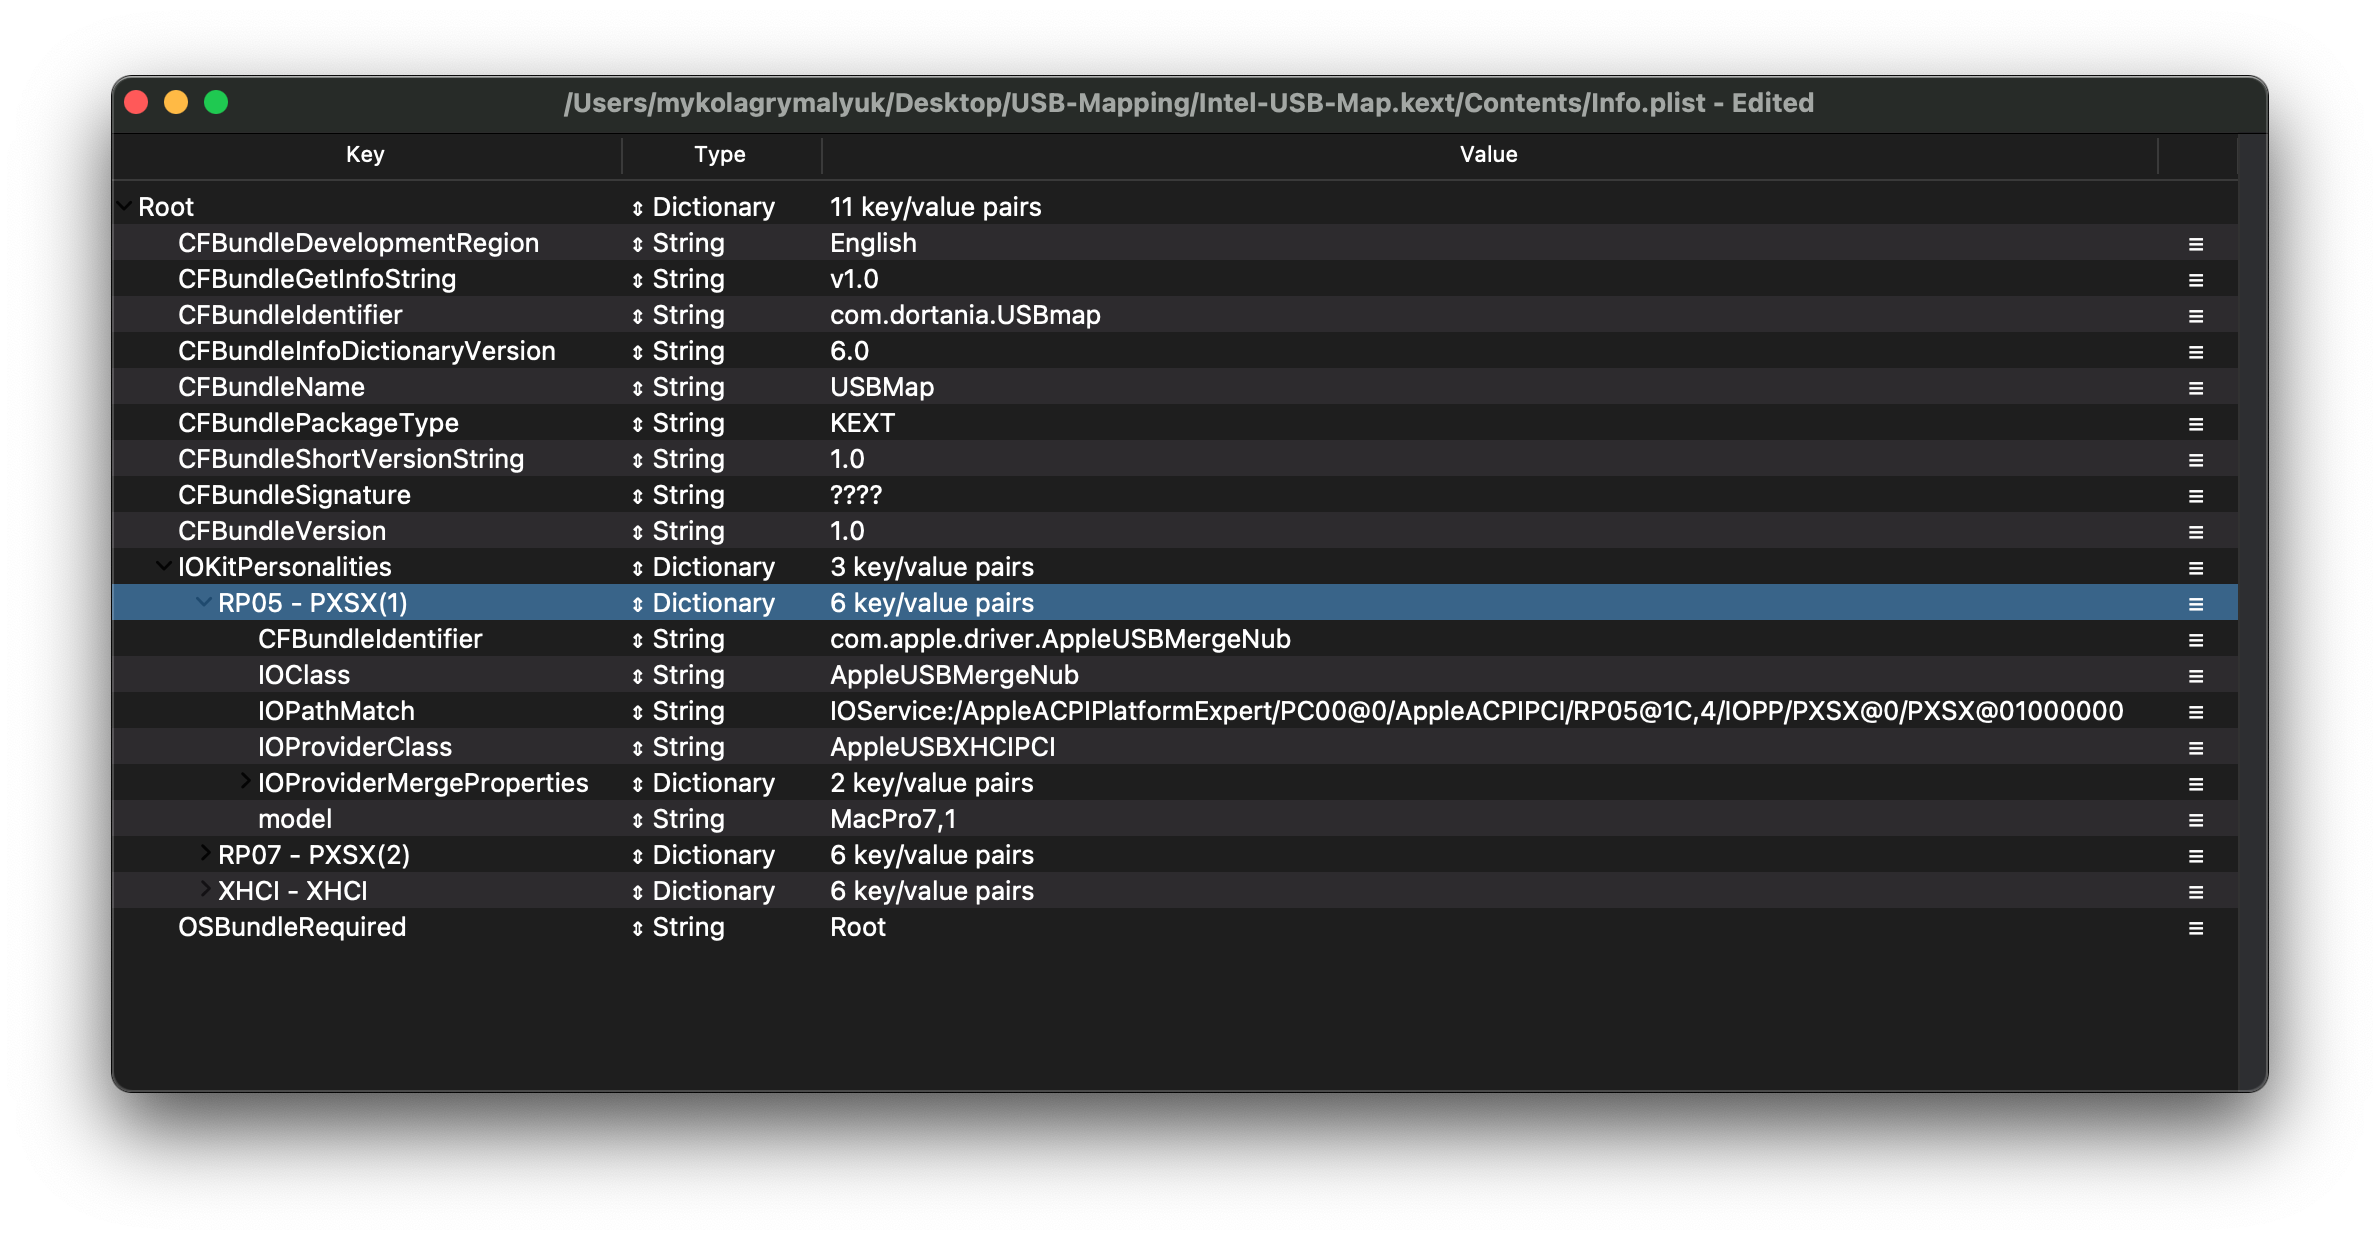 /Users/mykolagrymalyuk/Desktop/USB-Mapping/Intel-USB-Map.kext/Contents/Info.plist - Edited
Key Type Value
Root Dictionary 11 key/value pairs
CFBundleDevelopmentRegion String English
CFBundleGetInfoString String v1.0
CFBundleIdentifier String com.dortania.USBmap
CFBundleInfoDictionaryVersion String 6.0
CFBundleName String USBMap
CFBundlePackageType String KEXT
CFBundleShortVersionString String 1.0
CFBundleSignature String ????
CFBundleVersion String 1.0
IOKitPersonalities Dictionary 3 key/value pairs
RP05 - PXSX(1) Dictionary 6 key/value pairs
CFBundleIdentifier String com.apple.driver.AppleUSBMergeNub
IOClass String AppleUSBMergeNub
IOPathMatch String IOService:/AppleACPIPlatformExpert/PC00@0/AppleACPIPCI/RP05@1C,4/IOPP/PXSX@0/PXSX@01000000
IOProviderClass String AppleUSBXHCIPCI
IOProviderMergeProperties Dictionary 2 key/value pairs
model String MacPro7,1
RP07 - PXSX(2) Dictionary 6 key/value pairs
XHCI - XHCI Dictionary 6 key/value pairs
OSBundleRequired String Root